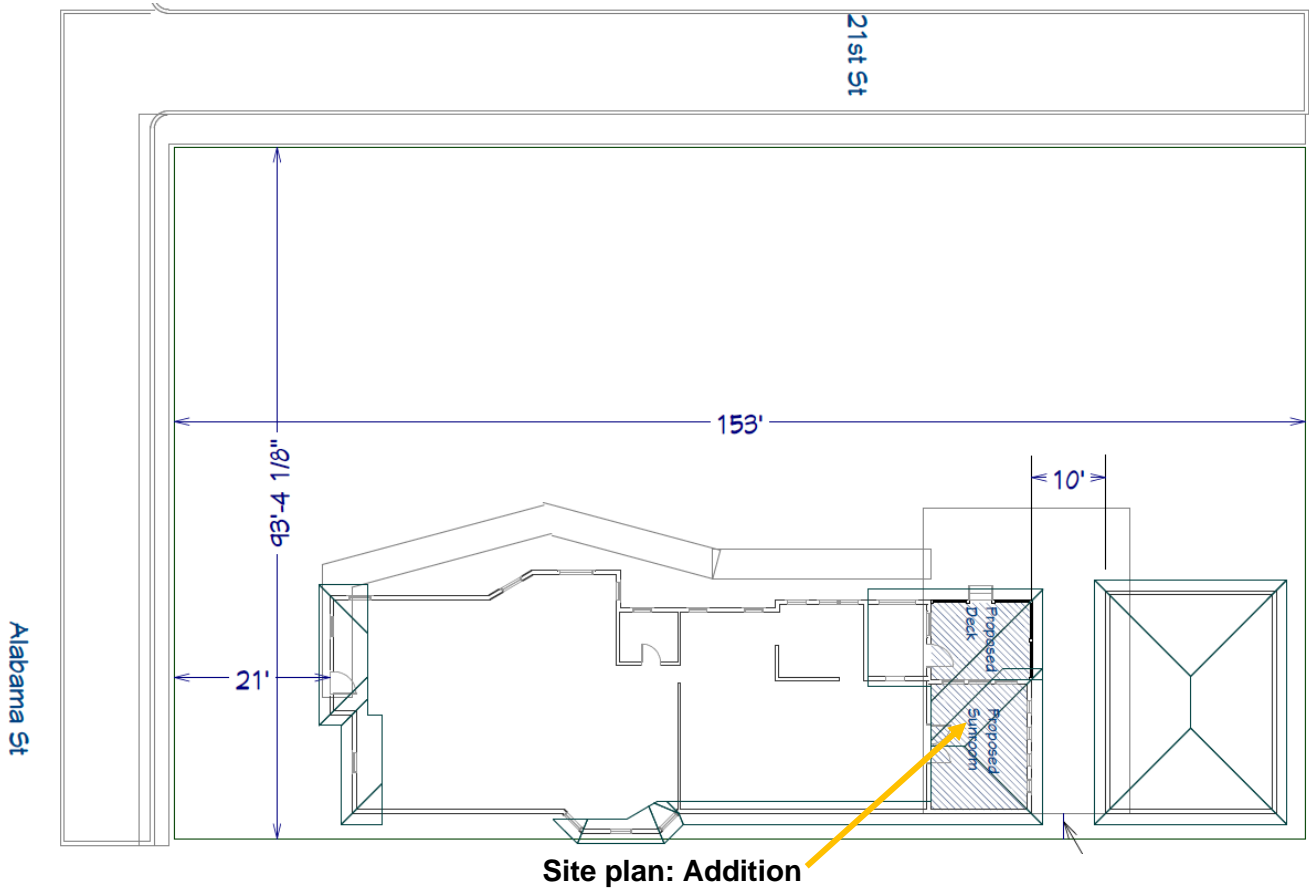 21st St
153'
93'-4 1/8"
10'
Proposed
Deck
21'
Proposed
Sunroom
Alabama St
Site plan: Addition